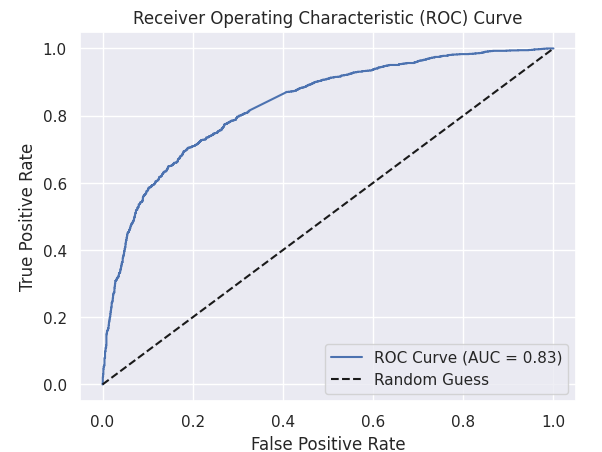 Receiver Operating Characteristic (ROC) Curve
1.0
0.8
0.6
0.4
0.2
0.0
True Positive Rate
ROC Curve (AUC = 0.83)
Random Guess
0.0 0.2 0.4 0.6 0.8 1.0
False Positive Rate